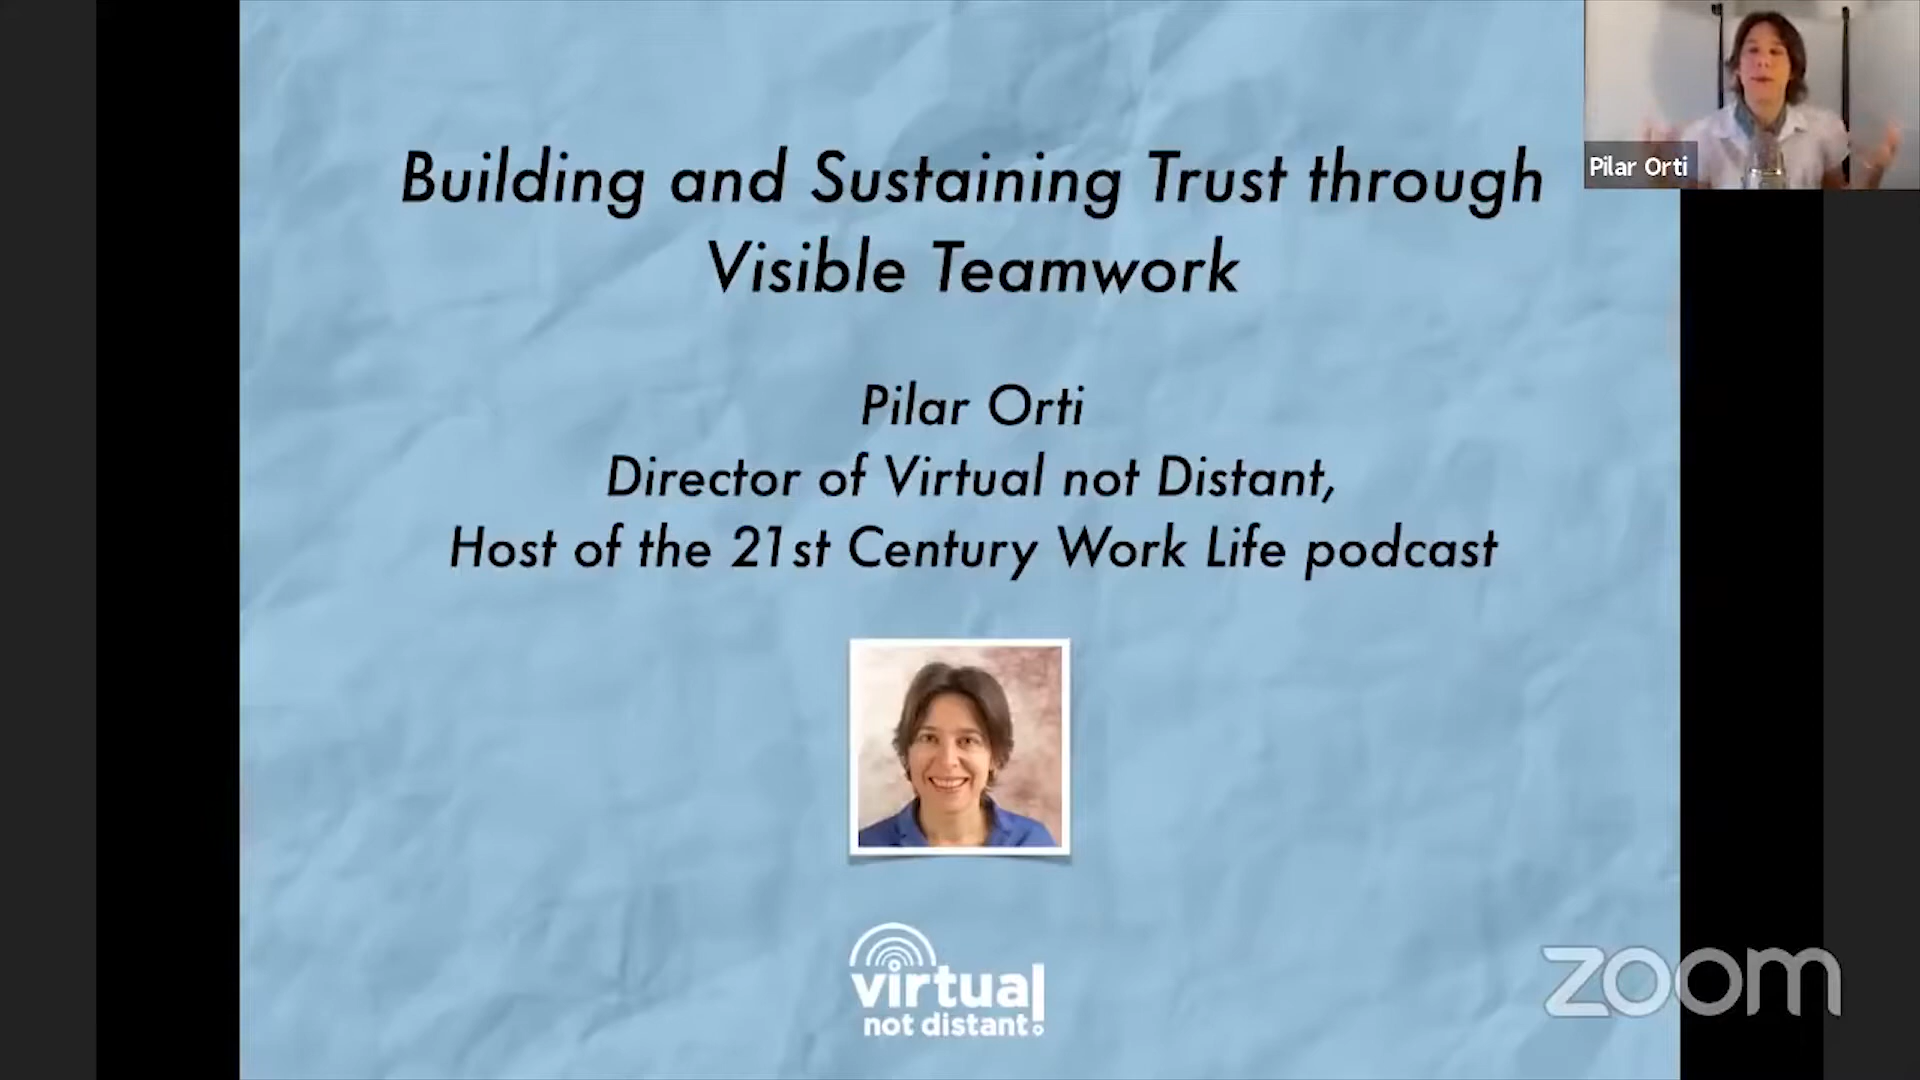 Building and Sustaining Trust through
Visible Teamwork
Pilar Orti
Director of Virtual not Distant,
Host of the 21st Century Work Life podcast
virtual
not distant!
Pilar Orti
zoom